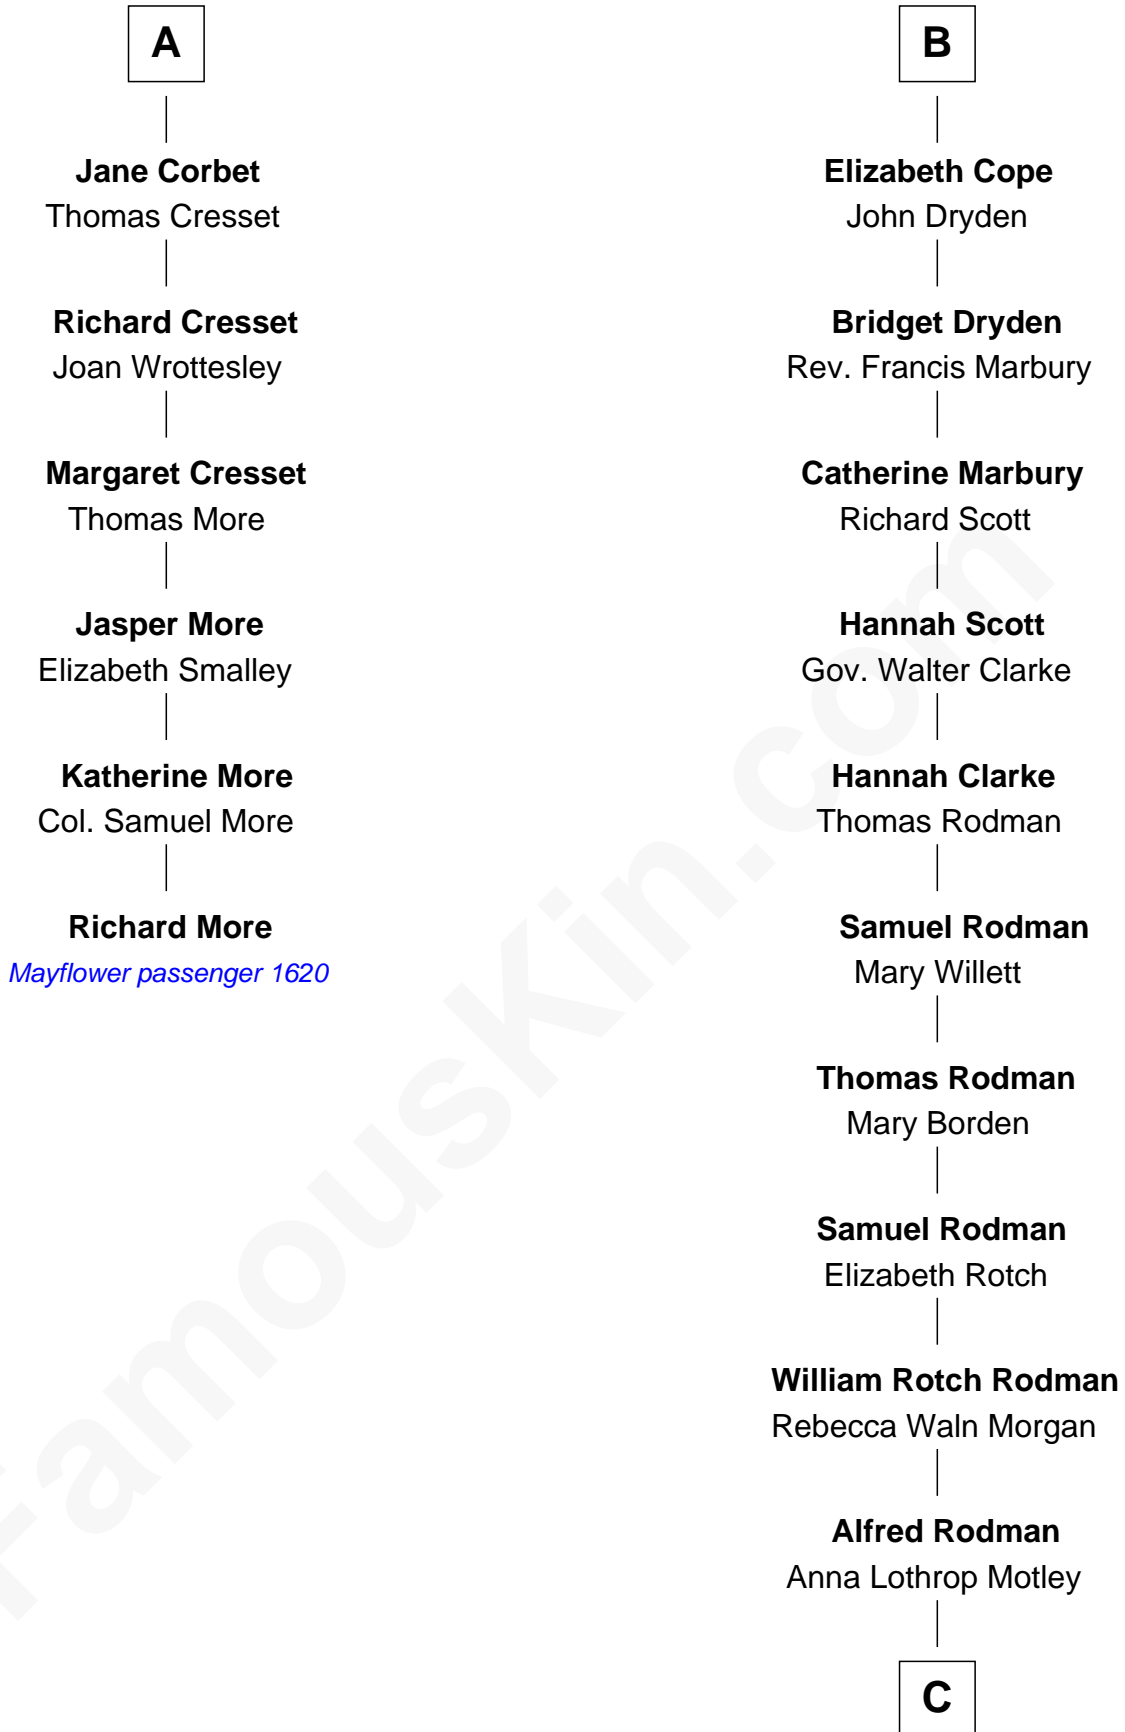 A
Jane Corbet
Thomas Cresset
Richard Cresset
Joan Wrottesley
Margaret Cresset
Thomas More
Jasper More
Elizabeth Smalley
Katherine More
Col. Samuel More
Richard More
Mayflower passenger 1620
B
Elizabeth Cope
John Dryden
Bridget Dryden
Rev. Francis Marbury
Catherine Marbury
Richard Scott
Hannah Scott
Gov. Walter Clarke
Hannah Clarke
Thomas Rodman
Samuel Rodman
Mary Willett
Thomas Rodman
Mary Borden
Samuel Rodman
Elizabeth Rotch
William Rotch Rodman
Rebecca Waln Morgan
Alfred Rodman
Anna Lothrop Motley
C
FamousKin.com